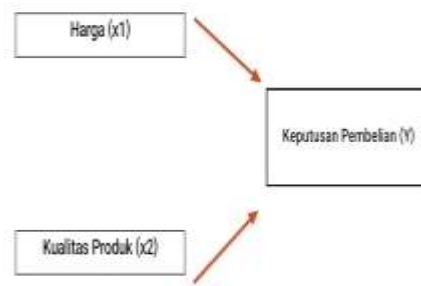 Harga (x1)
Keputusan Pembelian (Y)
Kualitas Produk (x2)